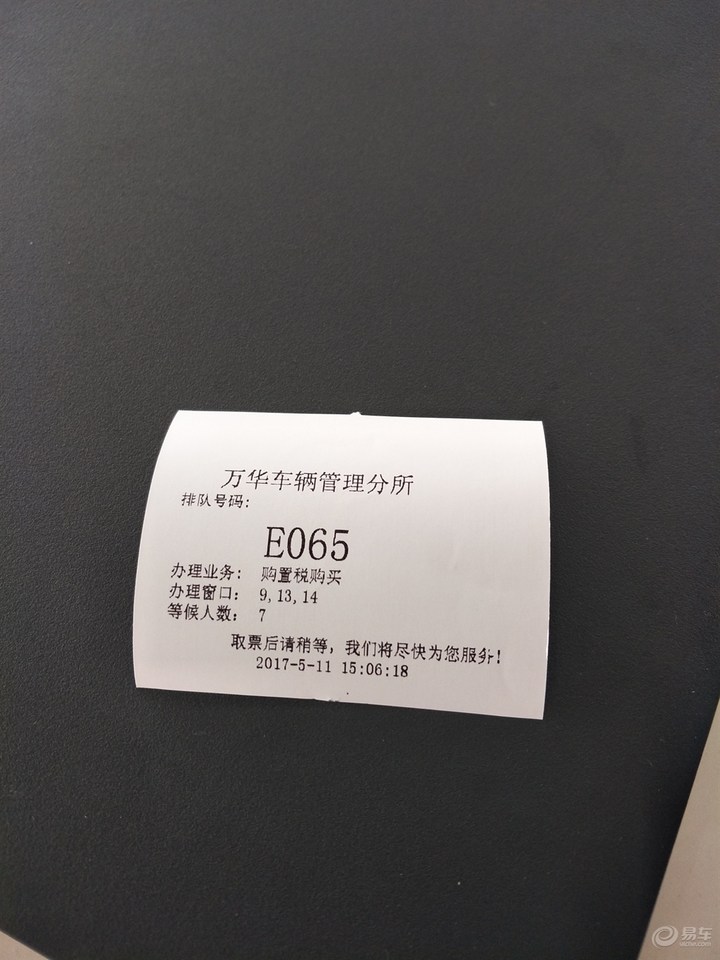 万华车辆管理分所
排队号码:
E065
办理业务: 购置税购买
办理窗口: 9,13,14
等候人数: 7
取票后请稍等, 我们将尽快为您服务!
2017-5-11 15:06:18
易车